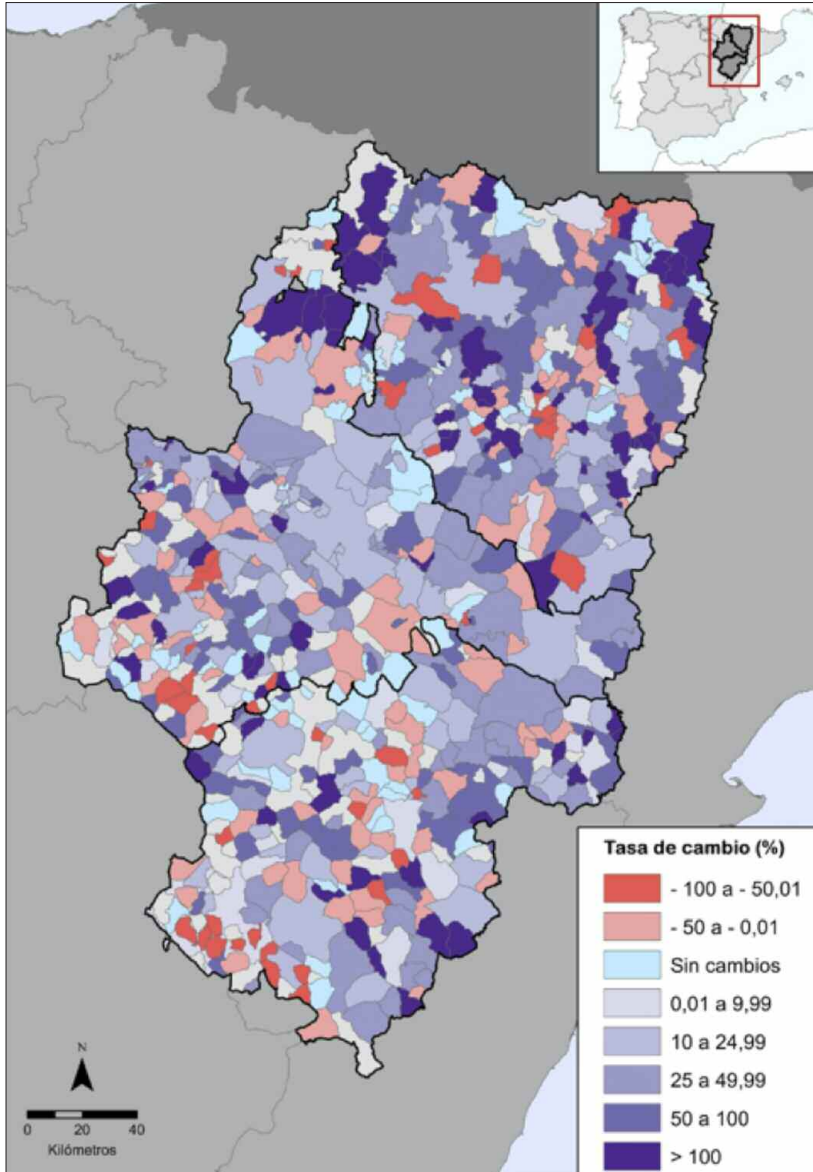 Tasa de cambio (%)
- 100 a - 50,01
- 50 a - 0,01
Sin cambios
0,01 a 9,99
10 a 24,99
25 a 49,99
50 a 100
> 100
N
0 20 40
Kilómetros